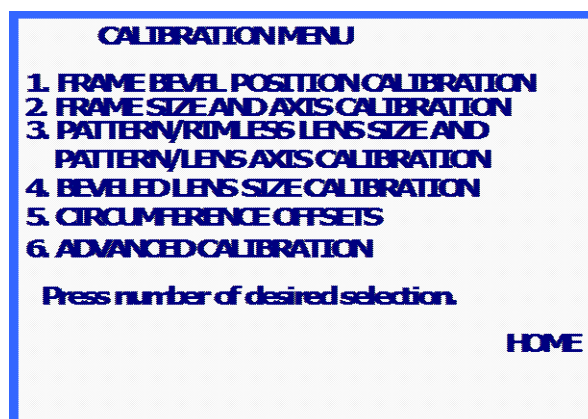 CALIBRATION MENU
1. FRAME BEVEL POSITION CALIBRATION
2. FRAME SIZE AND AXIS CALIBRATION
3. PATTERN/RIMLESS LENS SIZE AND
PATTERN/LENS AXIS CALIBRATION
4. BEVELED LENS SIZE CALIBRATION
5. CIRCUMFERENCE OFFSETS
6. ADVANCED CALIBRATION
Press number of desired selection.
HOME